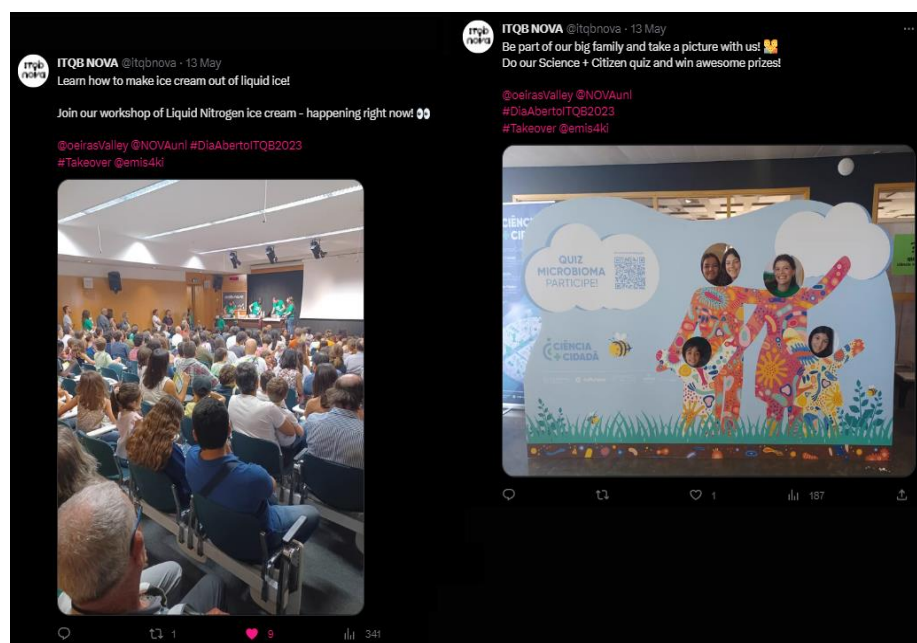 ITQB NOVA @itqbnova · 13 May
Learn how to make ice cream out of liquid ice!
Join our workshop of Liquid Nitrogen ice cream - happening right now! 👀
@oeirasValley @NOVAunl #DiaAbertoITQB2023
#Takeover @emis4ki
1
9
341
ITQB NOVA @itqbnova · 13 May
Be part of our big family and take a picture with us!
Do our Science + Citizen quiz and win awesome prizes!
@oeirasValley @NOVAunl
#DiaAbertoITQB2023
#Takeover @emis4ki
QUIZ
MICROBIOMA
PARTICIPE!
CIÊNCIA
+ CIDADÃ
1
187